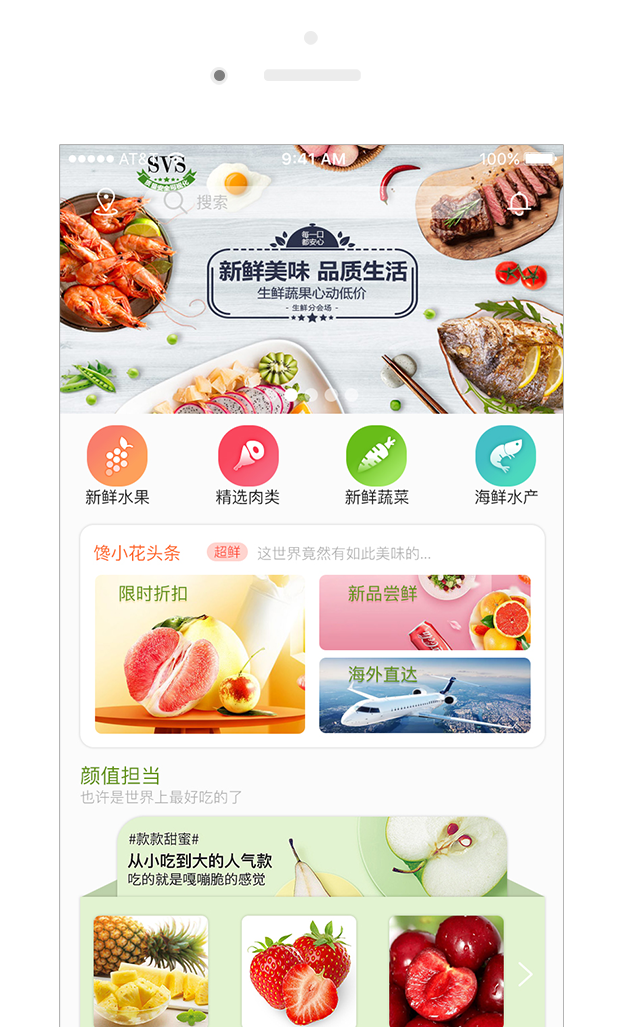 AT&
9:41 AM
100%
SVS
搜索
每一口
都安心
新鲜美味 品质生活
生鲜蔬果心动低价
- 生鲜分会场 -
新鲜水果
精选肉类
新鲜蔬菜
海鲜水产
馋小花头条
超鲜
这世界竟然有如此美味的...
限时折扣
新品尝鲜
海外直达
颜值担当
也许是世界上最好吃的了
#款款甜蜜#
从小吃到大的人气款
吃的就是嘎嘣脆的感觉